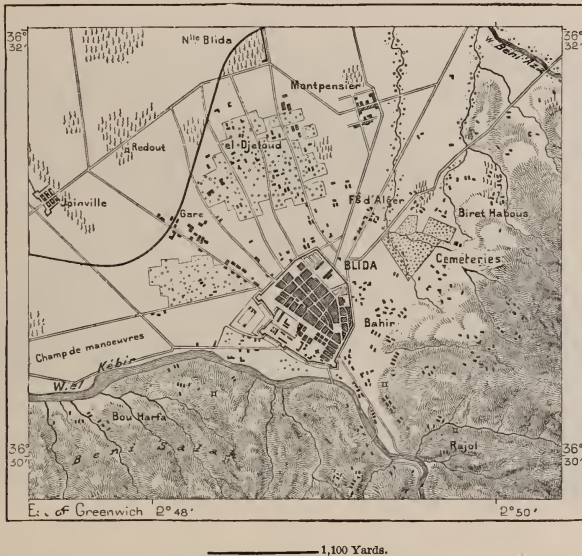 36°
32'
36°
32'
Nlle Blida
W. Beni Aza
Montpensier
Redout
el-Djeloud
Joinville
Gare
Fg d'Alger
Biret Habous
Cemeteries
BLIDA
Bahir
Champ de manoeuvres
W. El Kébir
Bou Harfa
Beni Salah
Rajol
36°
30'
36°
30'
E. of Greenwich 2°48' 2°50'
1,100 Yards.